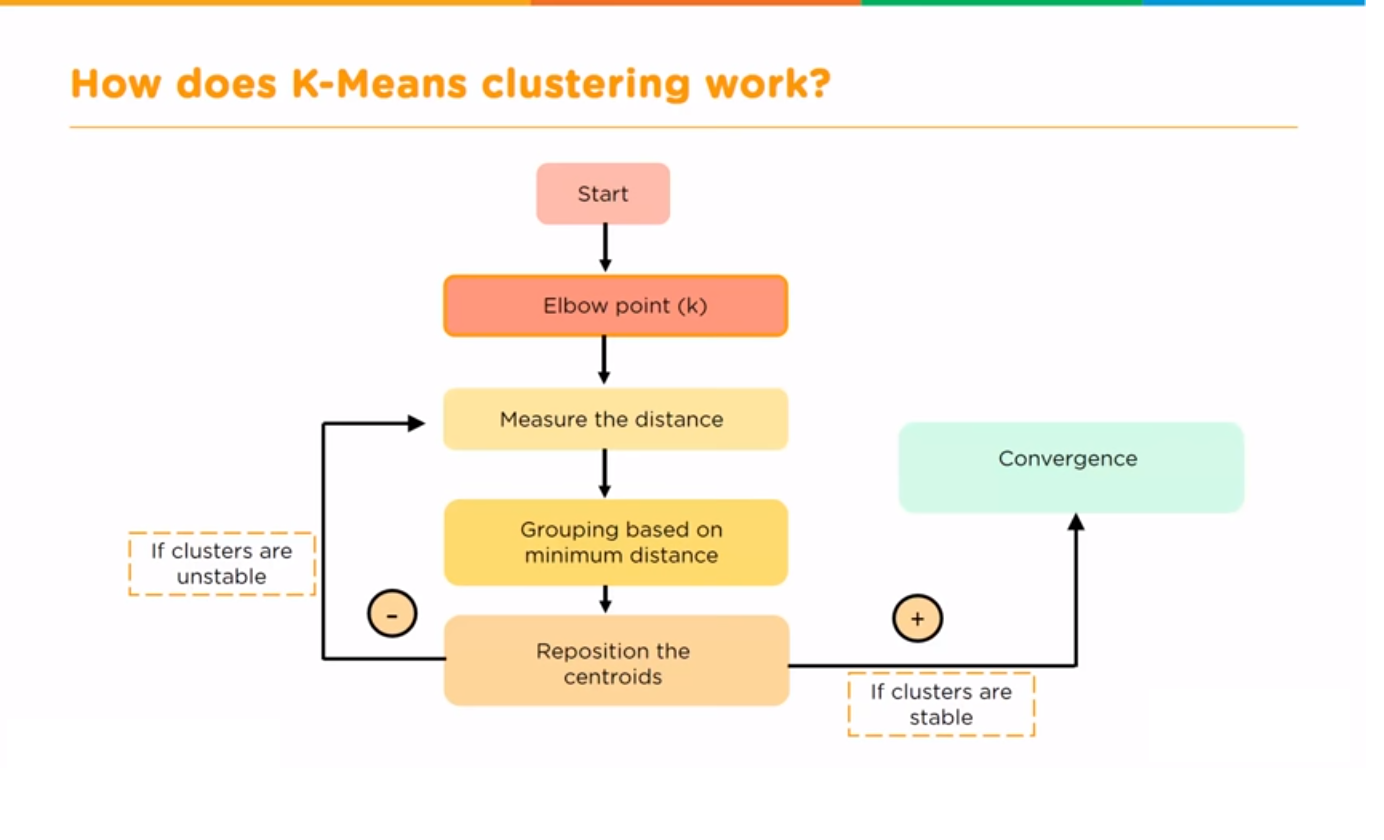 How does K-Means clustering work?
Start
Elbow point (k)
Measure the distance
Convergence
Grouping based on
minimum distance
If clusters are
unstable
-
+
Reposition the
centroids
If clusters are
stable